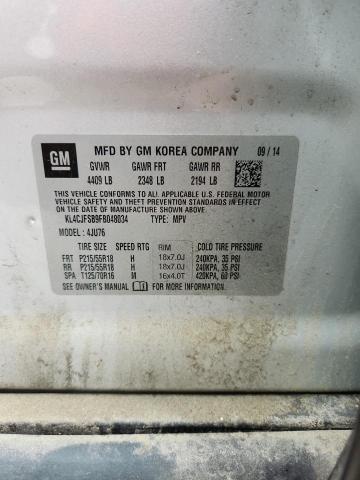 GM
MFD BY GM KOREA COMPANY 09/14
GVWR GAWR FRT GAWR RR
4409 LB 2348 LB 2194 LB
THIS VEHICLE CONFORMS TO ALL APPLICABLE U.S. FEDERAL MOTOR VEHICLE
SAFETY AND THEFT PREVENTION STANDARDS IN EFFECT ON THE
DATE OF MANUFACTURE SHOWN ABOVE.
KL4CJFSB9FB048034 TYPE: MPV
MODEL: 4JU76
TIRE SIZE SPEED RTG RIM COLD TIRE PRESSURE
FRT P215/55R18 H 18x7.0J 240KPA, 35 PSI
RR P215/55R18 H 18x7.0J 240KPA, 35 PSI
SPA T125/70R16 M 16x4.0T 420KPA, 60 PSI
SEE OWNER'S MANUAL FOR ADDITIONAL INFORMATION.